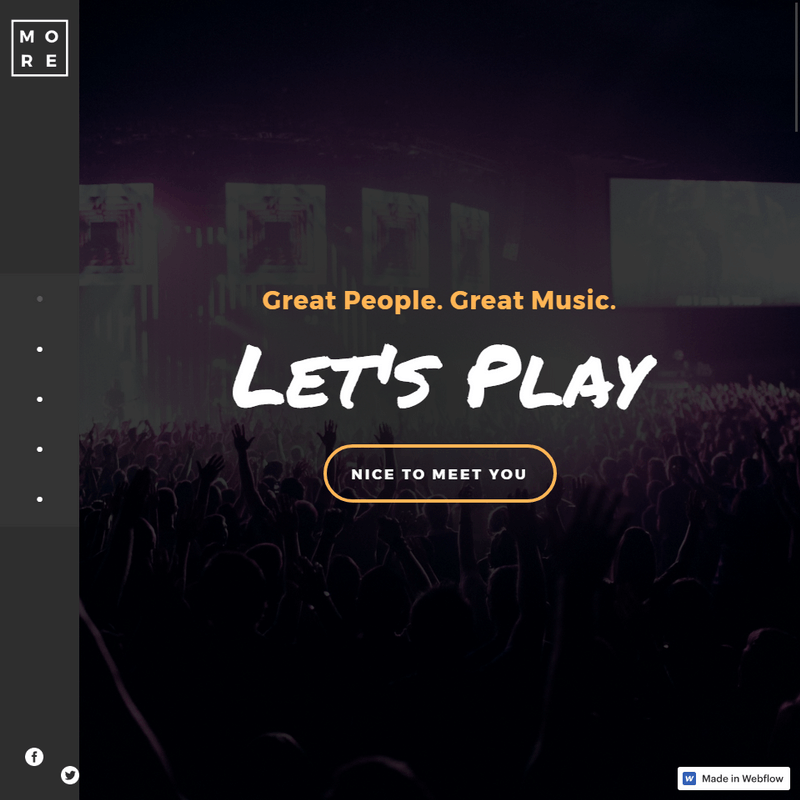 M O
R E
Great People. Great Music.
LET'S PLAY
NICE TO MEET YOU
Made in Webflow